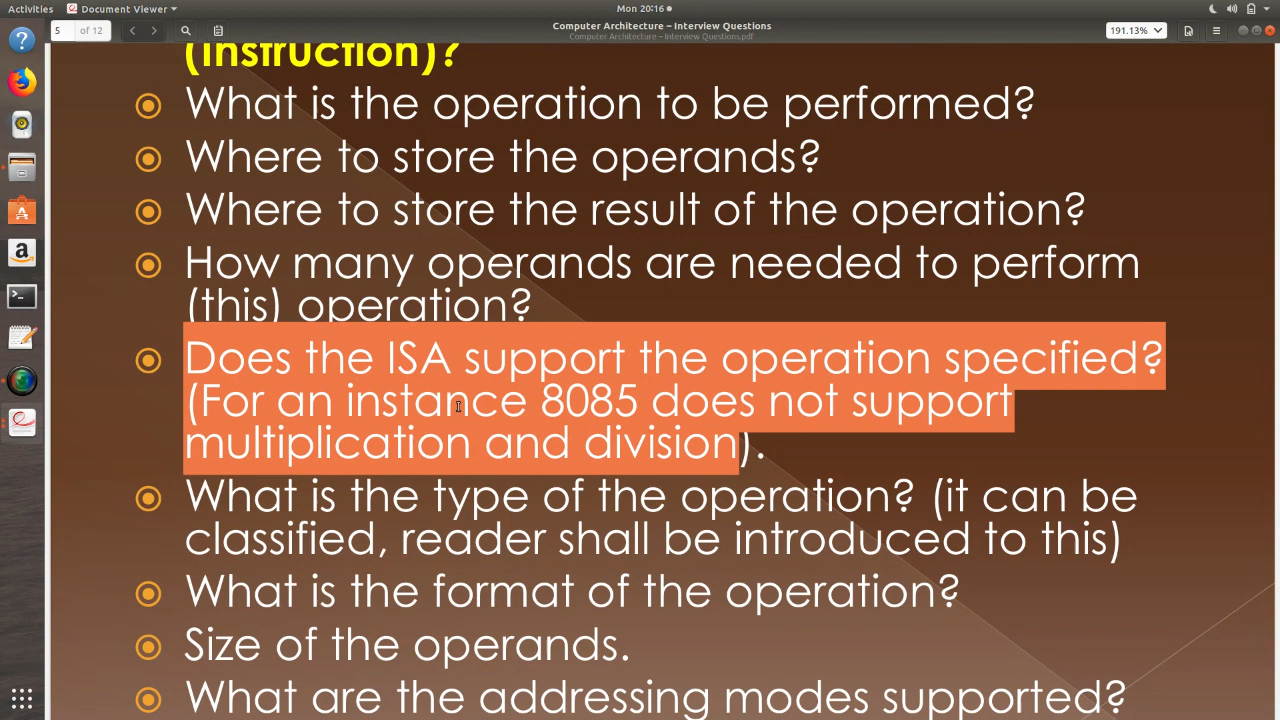 Activities
Document Viewer
Mon 20:16
5
of 12
Computer Architecture – Interview Questions
Computer Architecture – Interview Questions.pdf
191.13%
(Instruction)?
What is the operation to be performed?
Where to store the operands?
Where to store the result of the operation?
How many operands are needed to perform
(this) operation?
Does the ISA support the operation specified?
(For an instance 8085 does not support
multiplication and division).
What is the type of the operation? (it can be
classified, reader shall be introduced to this)
What is the format of the operation?
Size of the operands.
What are the addressing modes supported?